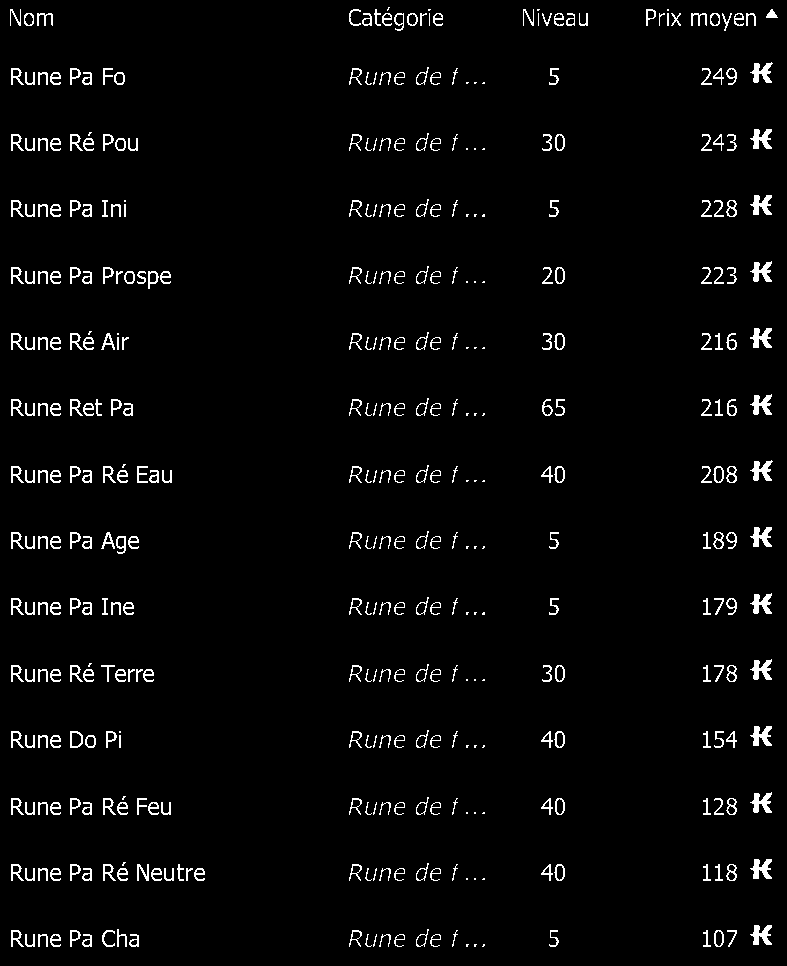 Nom Catégorie Niveau Prix moyen
Rune Pa Fo Rune de f... 5 249
Rune Ré Pou Rune de f... 30 243
Rune Pa Ini Rune de f... 5 228
Rune Pa Prospe Rune de f... 20 223
Rune Ré Air Rune de f... 30 216
Rune Ret Pa Rune de f... 65 216
Rune Pa Ré Eau Rune de f... 40 208
Rune Pa Age Rune de f... 5 189
Rune Pa Ine Rune de f... 5 179
Rune Ré Terre Rune de f... 30 178
Rune Do Pi Rune de f... 40 154
Rune Pa Ré Feu Rune de f... 40 128
Rune Pa Ré Neutre Rune de f... 40 118
Rune Pa Cha Rune de f... 5 107